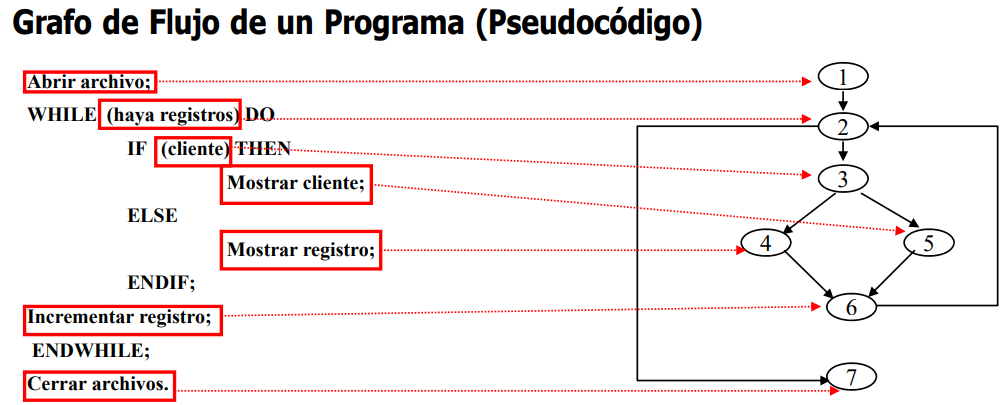 Grafo de Flujo de un Programa (Pseudocódigo)
Abrir archivo;
1
WHILE (haya registros) DO
2
IF (cliente) THEN
3
Mostrar cliente;
ELSE
4
5
Mostrar registro;
ENDIF;
6
Incrementar registro;
ENDWHILE;
7
Cerrar archivos.